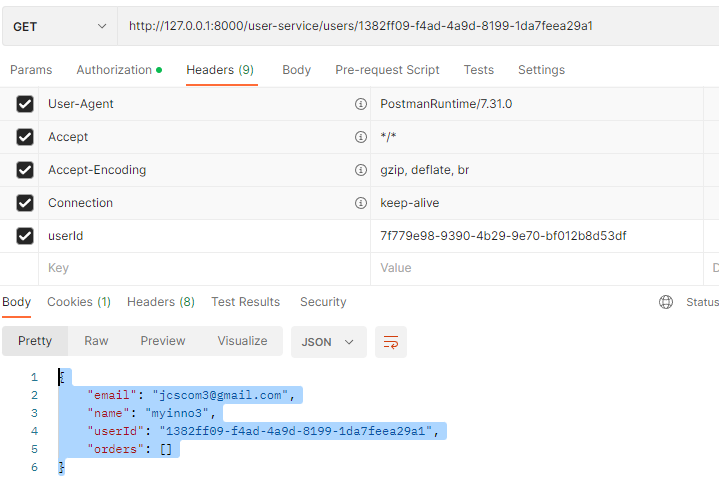 GET http://127.0.0.1:8000/user-service/users/1382ff09-f4ad-4a9d-8199-1da7feea29a1
Params Authorization Headers (9) Body Pre-request Script Tests Settings
User-Agent PostmanRuntime/7.31.0
Accept */*
Accept-Encoding gzip, deflate, br
Connection keep-alive
userId 7f779e98-9390-4b29-9e70-bf012b8d53df
Key Value D
Body Cookies (1) Headers (8) Test Results Security Status
Pretty Raw Preview Visualize JSON
1 {
2 "email": "jcscom3@gmail.com",
3 "name": "myinno3",
4 "userId": "1382ff09-f4ad-4a9d-8199-1da7feea29a1",
5 "orders": []
6 }